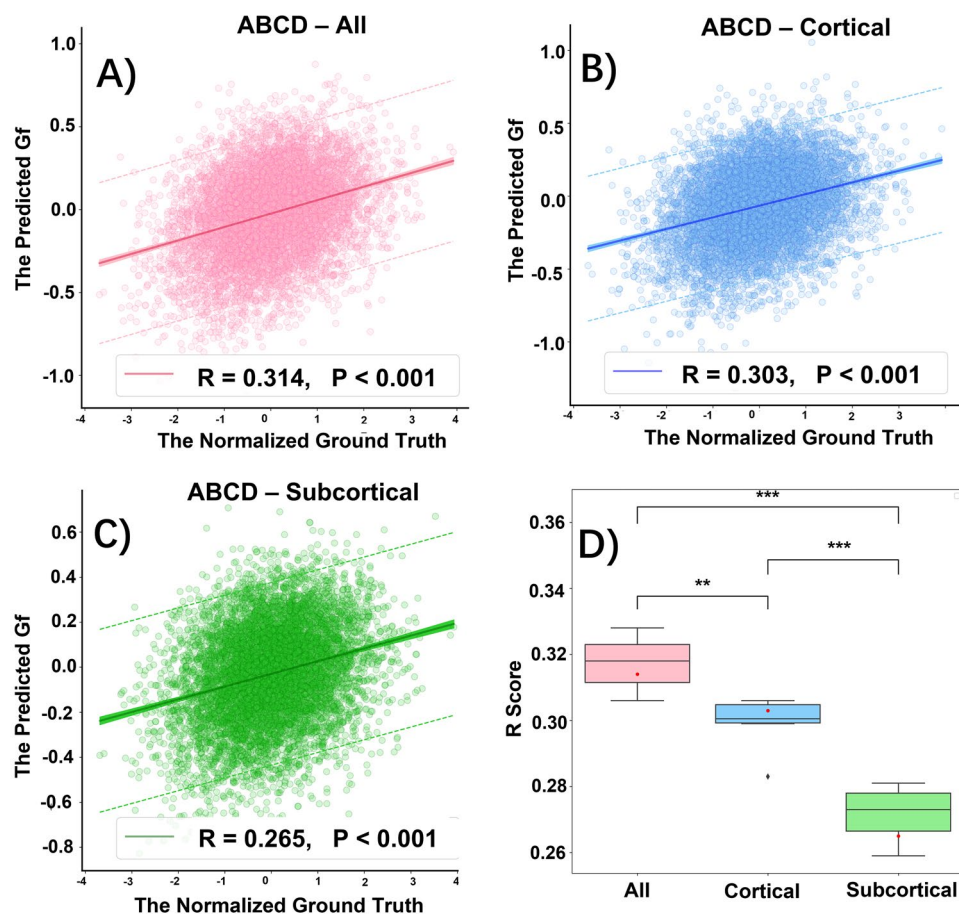 ABCD – All
A)
1.0
0.5
0.0
-0.5
-1.0
The Predicted Gf
R = 0.314, P < 0.001
-4 -3 -2 -1 0 1 2 3 4
The Normalized Ground Truth
ABCD – Cortical
B)
1.0
0.5
0.0
-0.5
-1.0
The Predicted Gf
R = 0.303, P < 0.001
-4 -3 -2 -1 0 1 2 3
The Normalized Ground Truth
ABCD – Subcortical
C)
0.6
0.4
0.2
0.0
-0.2
-0.4
-0.6
-0.8
The Predicted Gf
R = 0.265, P < 0.001
-4 -3 -2 -1 0 1 2 3 4
The Normalized Ground Truth
D)
***
***
**
0.36
0.34
0.32
0.30
0.28
0.26
R Score
All Cortical Subcortical